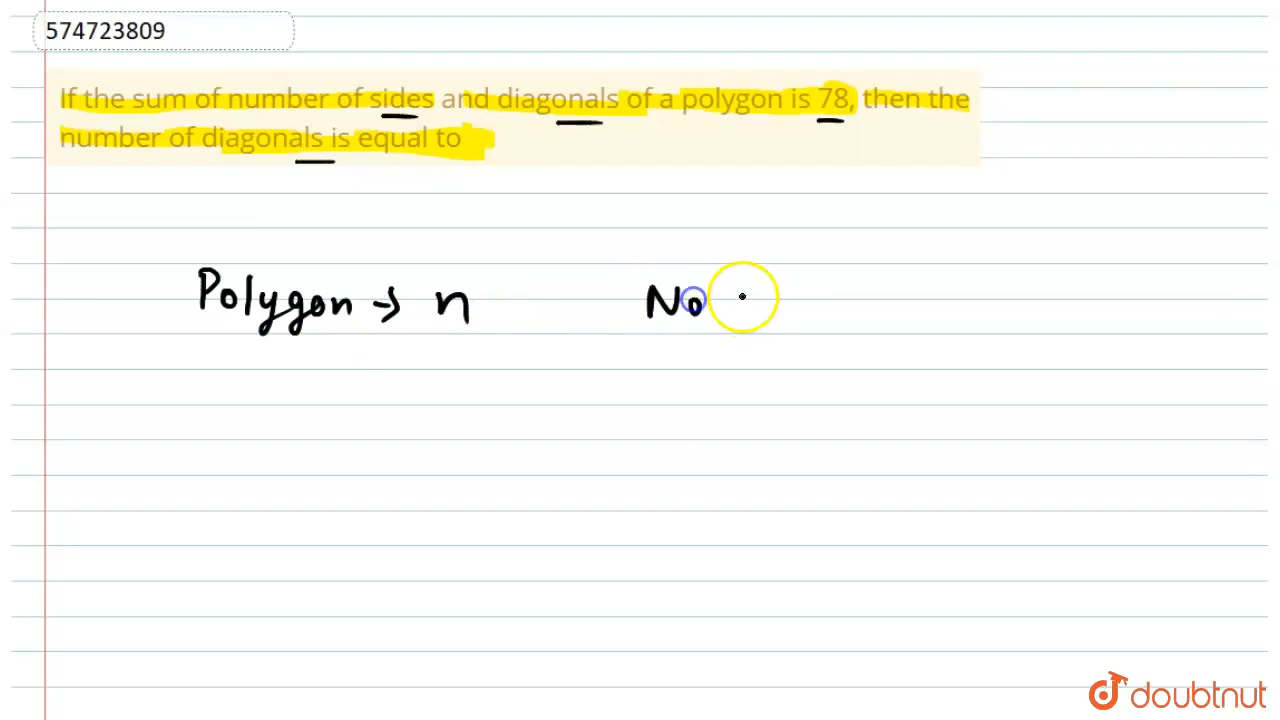 574723809
If the sum of number of sides and diagonals of a polygon is 78, then the
number of diagonals is equal to
Polygon → n No
doubtnut